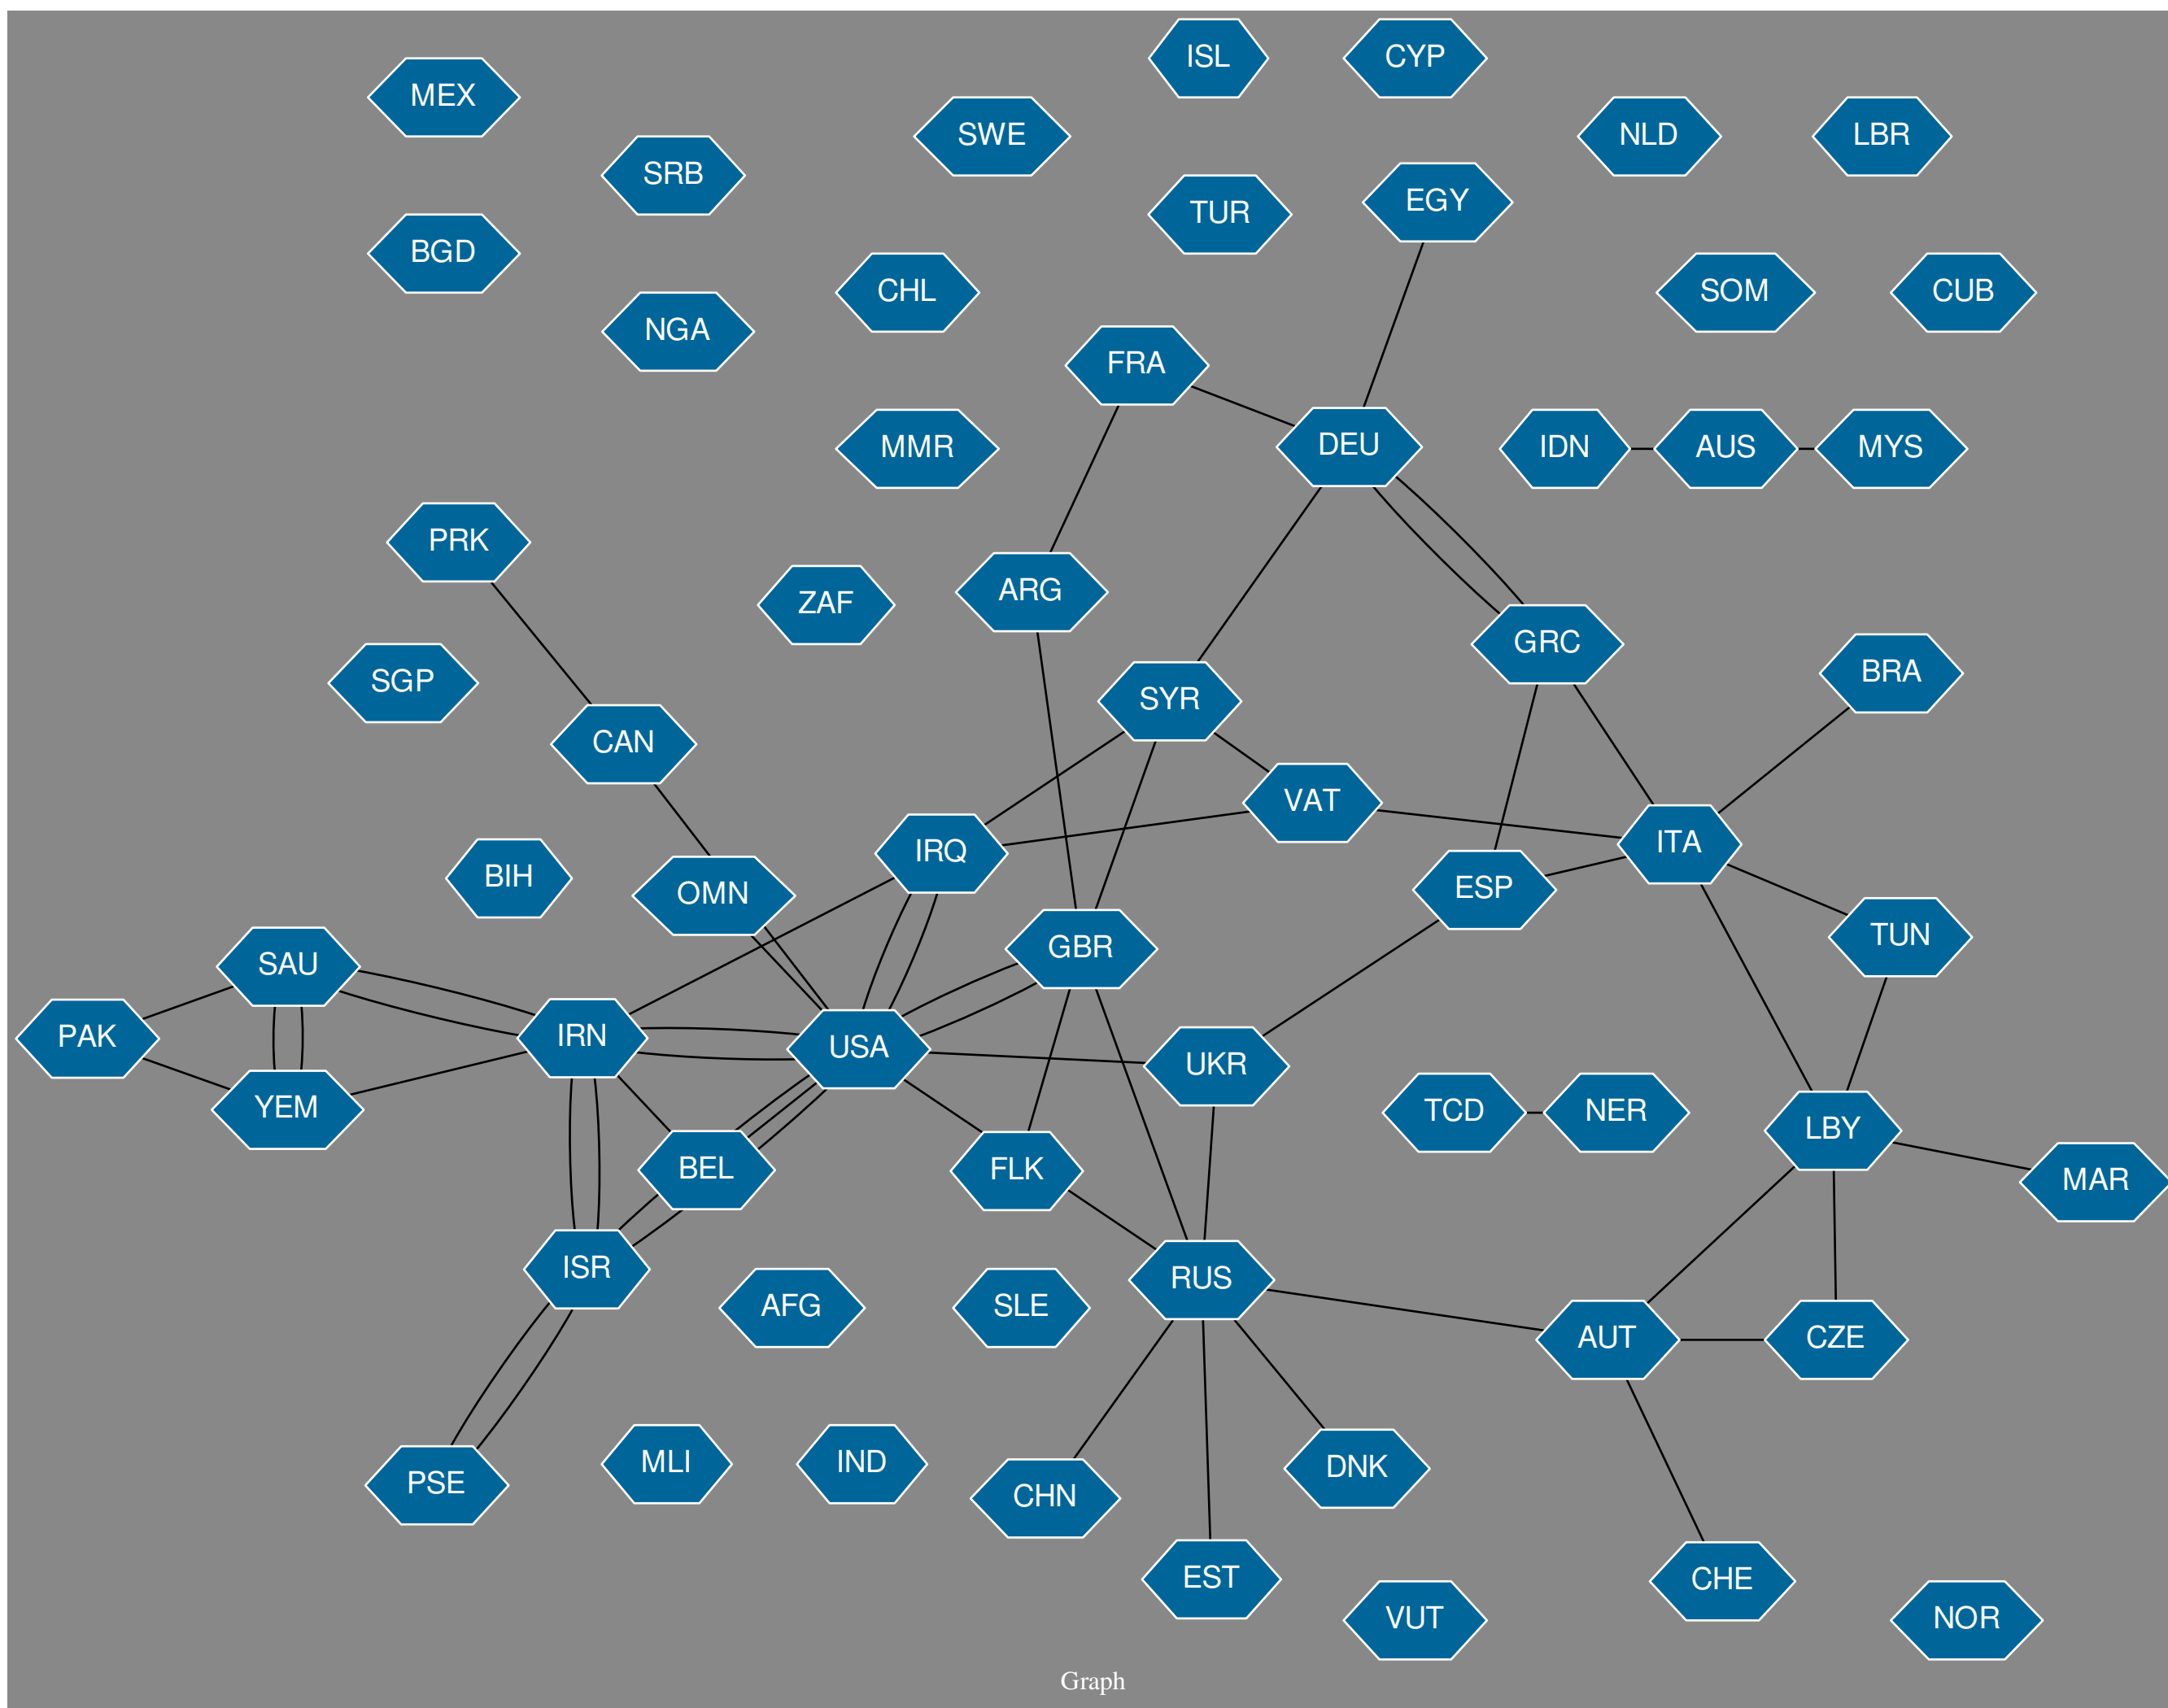 ISL
CYP
MEX
SWE
NLD
LBR
SRB
TUR
EGY
BGD
CHL
SOM
CUB
NGA
FRA
DEU
MMR
IDN
AUS
MYS
PRK
ARG
ZAF
GRC
SGP
SYR
BRA
CAN
VAT
IRQ
ITA
BIH
OMN
ESP
SAU
GBR
TUN
PAK
IRN
USA
UKR
YEM
TCD
NER
LBY
BEL
FLK
MAR
ISR
RUS
AFG
SLE
AUT
CZE
PSE
MLI
IND
CHN
DNK
EST
CHE
VUT
NOR
Graph